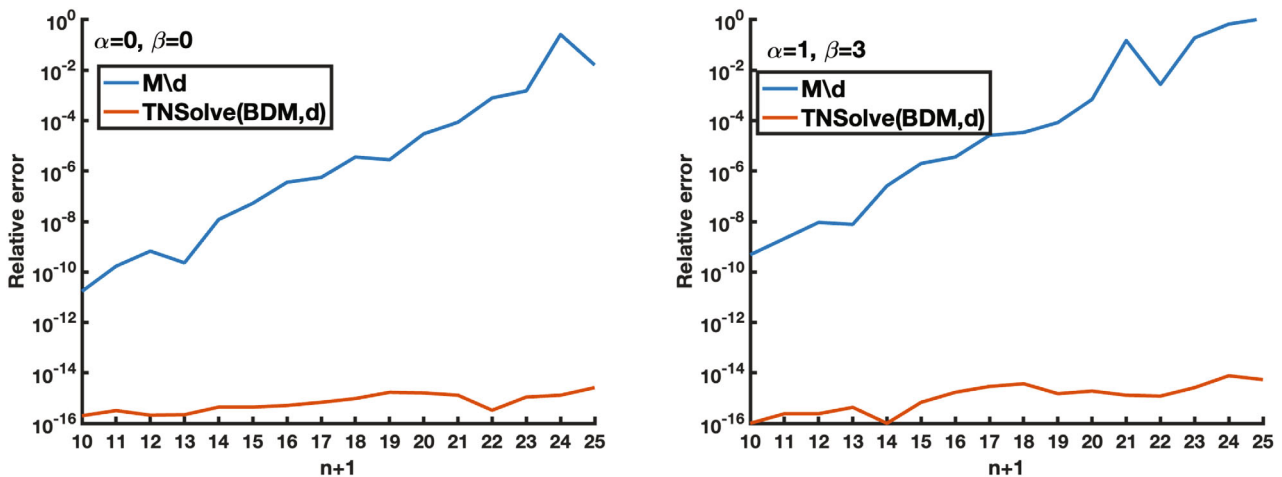 α=0, β=0
M\d
TNSolve(BDM,d)
Relative error
10^0
10^-2
10^-4
10^-6
10^-8
10^-10
10^-12
10^-14
10^-16
10 11 12 13 14 15 16 17 18 19 20 21 22 23 24 25
n+1
α=1, β=3
M\d
TNSolve(BDM,d)
Relative error
10^0
10^-2
10^-4
10^-6
10^-8
10^-10
10^-12
10^-14
10^-16
10 11 12 13 14 15 16 17 18 19 20 21 22 23 24 25
n+1